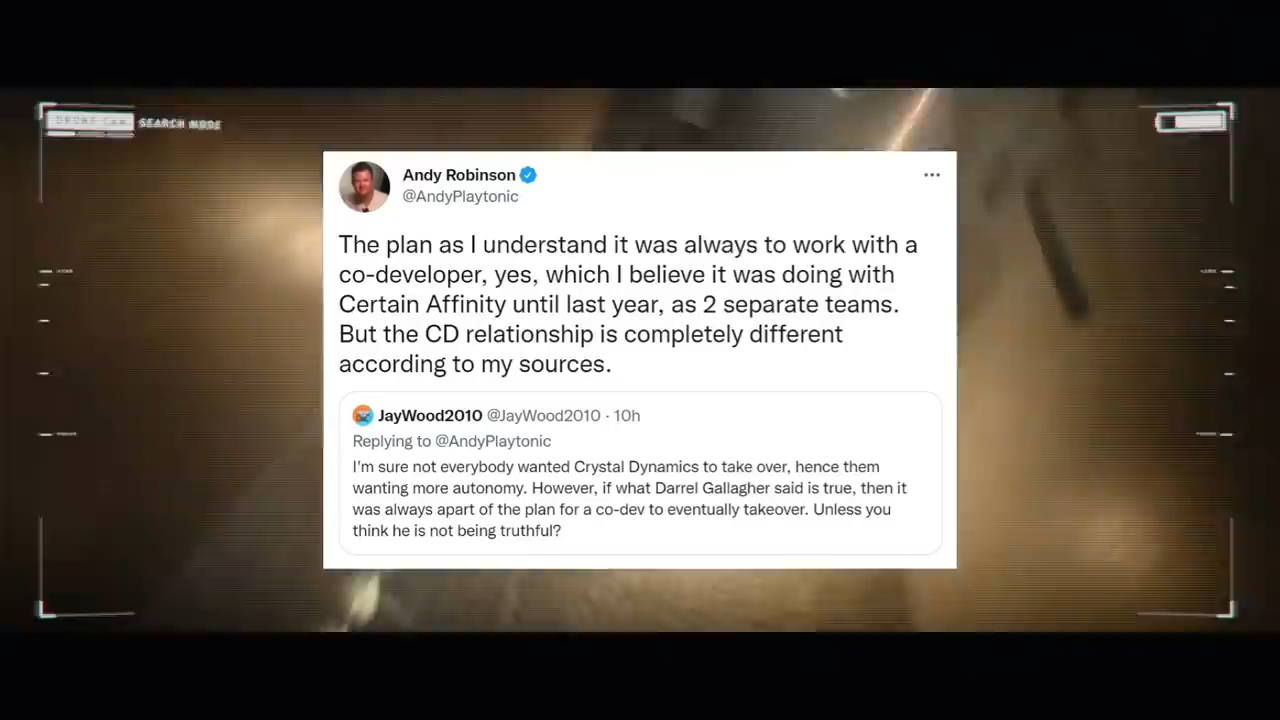 DRONE CAM SEARCH MODE
Andy Robinson
@AndyPlaytonic
The plan as I understand it was always to work with a
co-developer, yes, which I believe it was doing with
Certain Affinity until last year, as 2 separate teams.
But the CD relationship is completely different
according to my sources.
JayWood2010 @JayWood2010 · 10h
Replying to @AndyPlaytonic
I'm sure not everybody wanted Crystal Dynamics to take over, hence them
wanting more autonomy. However, if what Darrel Gallagher said is true, then it
was always apart of the plan for a co-dev to eventually takeover. Unless you
think he is not being truthful?